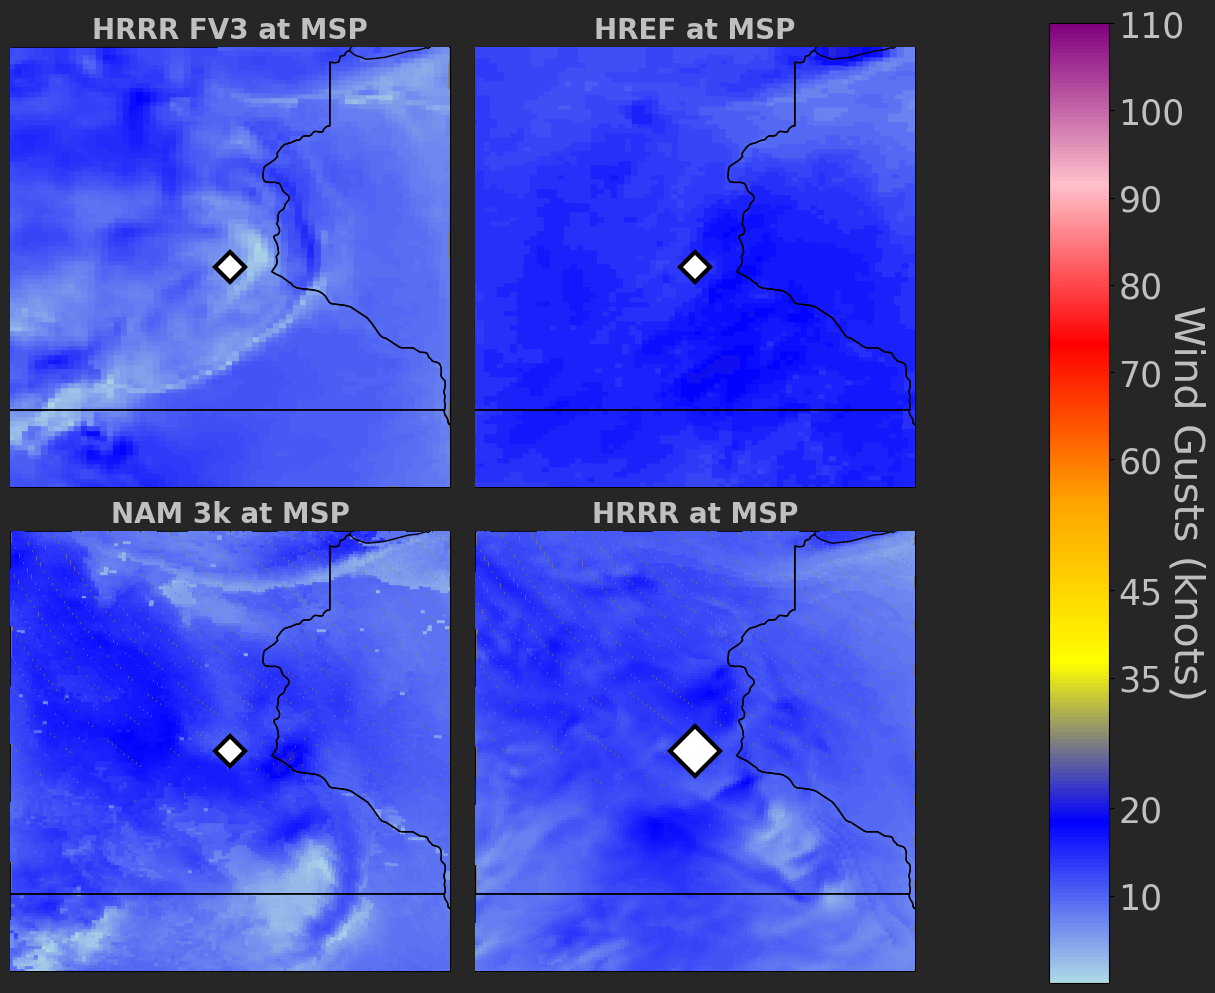 HRRR FV3 at MSP
HREF at MSP
NAM 3k at MSP
HRRR at MSP
110
100
90
80
70
60
45
35
20
10
Wind Gusts (knots)